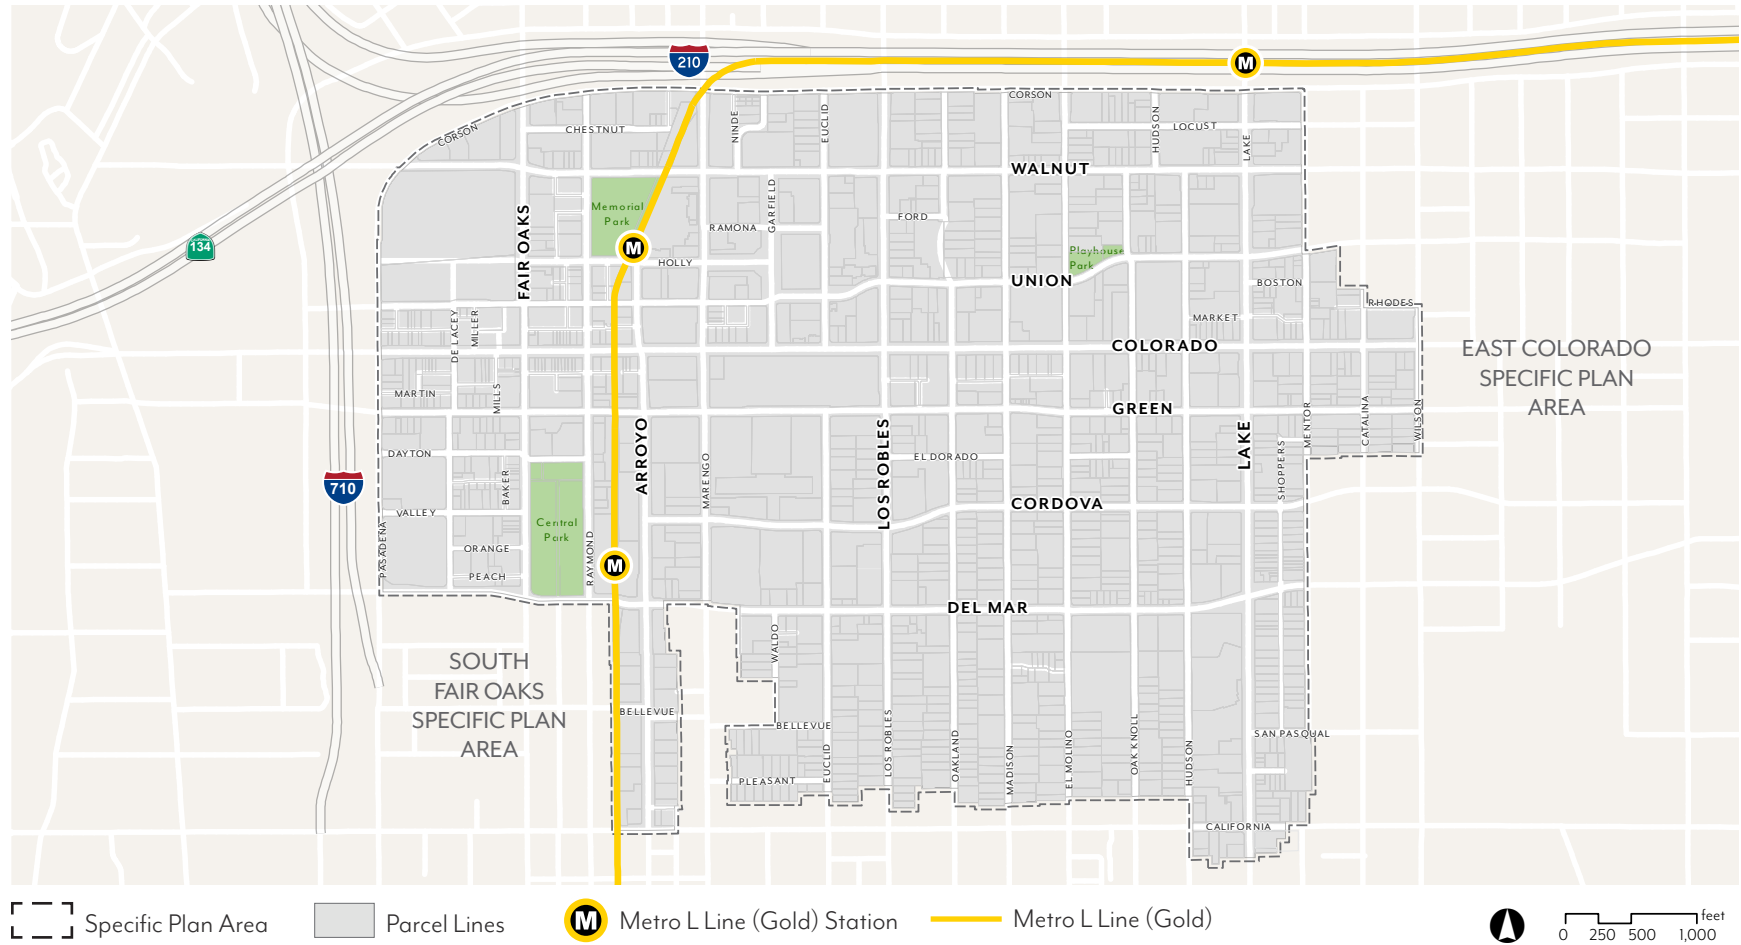 210
M
CORSON
CORSON
CHESTNUT
NINDE
EUCLID
HUDSON
LOCUST
LAKE
WALNUT
134
FAIR OAKS
Memorial
Park
GARFIELD
FORD
RAMONA
M
HOLLY
Playhouse
Park
UNION
BOSTON
RHODES
DE LACEY
MILLER
MARKET
COLORADO
EAST COLORADO
SPECIFIC PLAN
AREA
MARTIN
MILLS
GREEN
MENTOR
CATALINA
WILSON
ARROYO
LOS ROBLES
LAKE
DAYTON
EL DORADO
SHOPPERS
710
BAKER
MARENGO
VALLEY
CORDOVA
Central
Park
PASADENA
ORANGE
RAYMOND
M
PEACH
DEL MAR
WALDO
SOUTH
FAIR OAKS
SPECIFIC PLAN
AREA
BELLEVUE
BELLEVUE
SAN PASQUAL
EUCLID
LOS ROBLES
OAKLAND
MADISON
EL MOLINO
OAK KNOLL
HUDSON
PLEASANT
CALIFORNIA
Specific Plan Area
Parcel Lines
M
Metro L Line (Gold) Station
Metro L Line (Gold)
feet
0 250 500 1,000